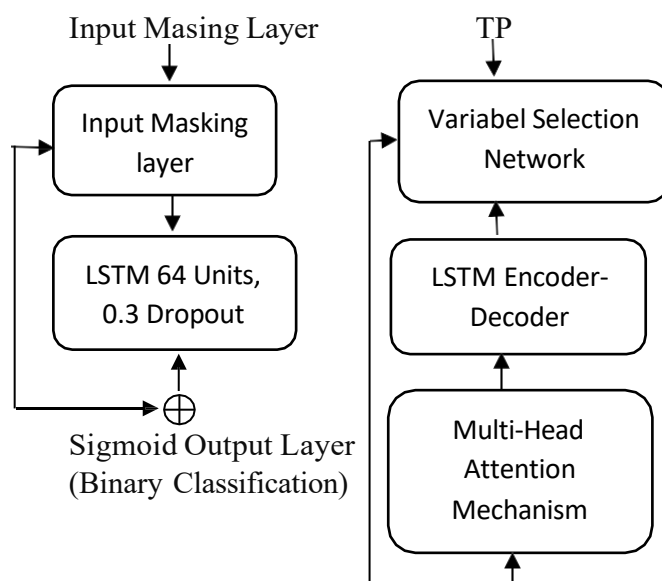 Input Masing Layer
Input Masking
layer
LSTM 64 Units,
0.3 Dropout
Sigmoid Output Layer
(Binary Classification)
TP
Variabel Selection
Network
LSTM Encoder-
Decoder
Multi-Head
Attention
Mechanism